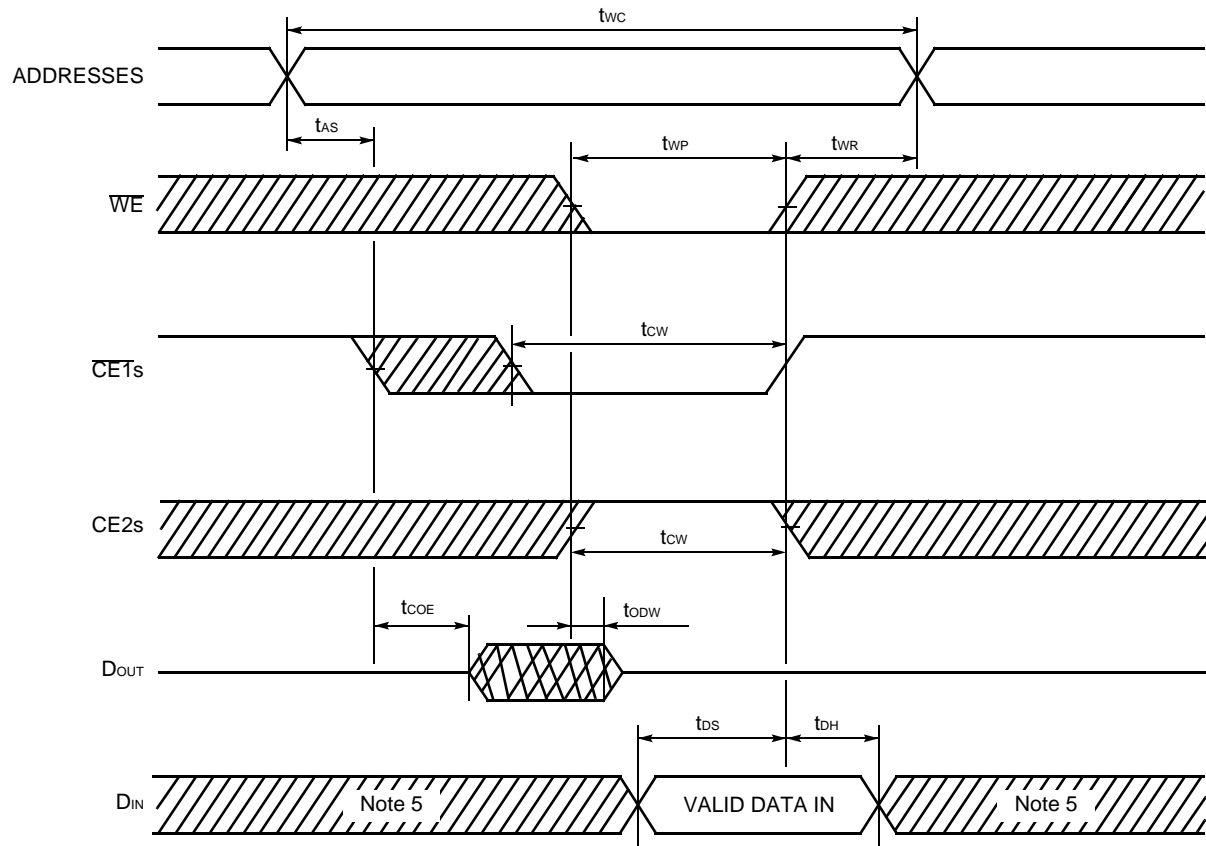 tWC
ADDRESSES
tAS
tWP
tWR
WE
tCW
CE1s
CE2s
tCW
tCOE
tODW
DOUT
tDS
tDH
DIN
Note 5
VALID DATA IN
Note 5